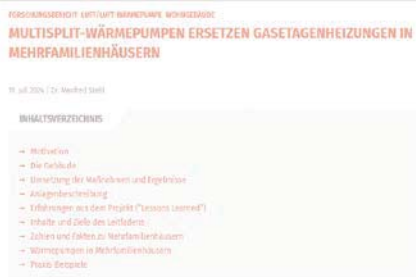 FORSCHUNGSBERICHT LUFT/LUFT-WÄRMEPUMPE WOHNGEBÄUDE
MULTISPLIT-WÄRMEPUMPEN ERSETZEN GASETAGENHEIZUNGEN IN
MEHRFAMILIENHÄUSERN
Juli 2024 | Dr. Manfred
INHALTSVERZEICHNIS
→ Motivation
→ Die Gebäude
→ Umsetzung der Maßnahmen und Ergebnisse
→ Anlagenbeschreibung
→ Erfahrungen aus dem Projekt ("Lessons Learned")
→ Inhalte und Ziele des Leitfadens
→ Zahlen und Fakten zu Mehrfamilienhäusern
→ Wärmepumpen in Mehrfamilienhäusern
→ Praxis-Beispiele